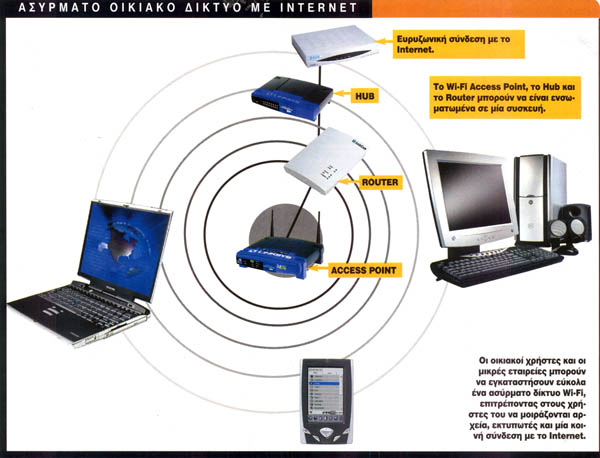 ΑΣΥΡΜΑΤΟ ΟΙΚΙΑΚΟ ΔΙΚΤΥΟ ΜΕ INTERNET
Ευρυζωνική σύνδεση με το
Internet.
HUB
Το Wi-Fi Access Point, το Hub και
το Router μπορούν να είναι ενσω-
ματωμένα σε μία συσκευή.
ROUTER
LINKSYS
ACCESS POINT
Οι οικιακοί χρήστες και οι
μικρές εταιρείες μπορούν
να εγκαταστήσουν εύκολα
ένα ασύρματο δίκτυο Wi-Fi,
επιτρέποντας στους χρή-
στες του να μοιράζονται αρ-
χεία, εκτυπωτές και μία κοι-
νή σύνδεση με το Internet.